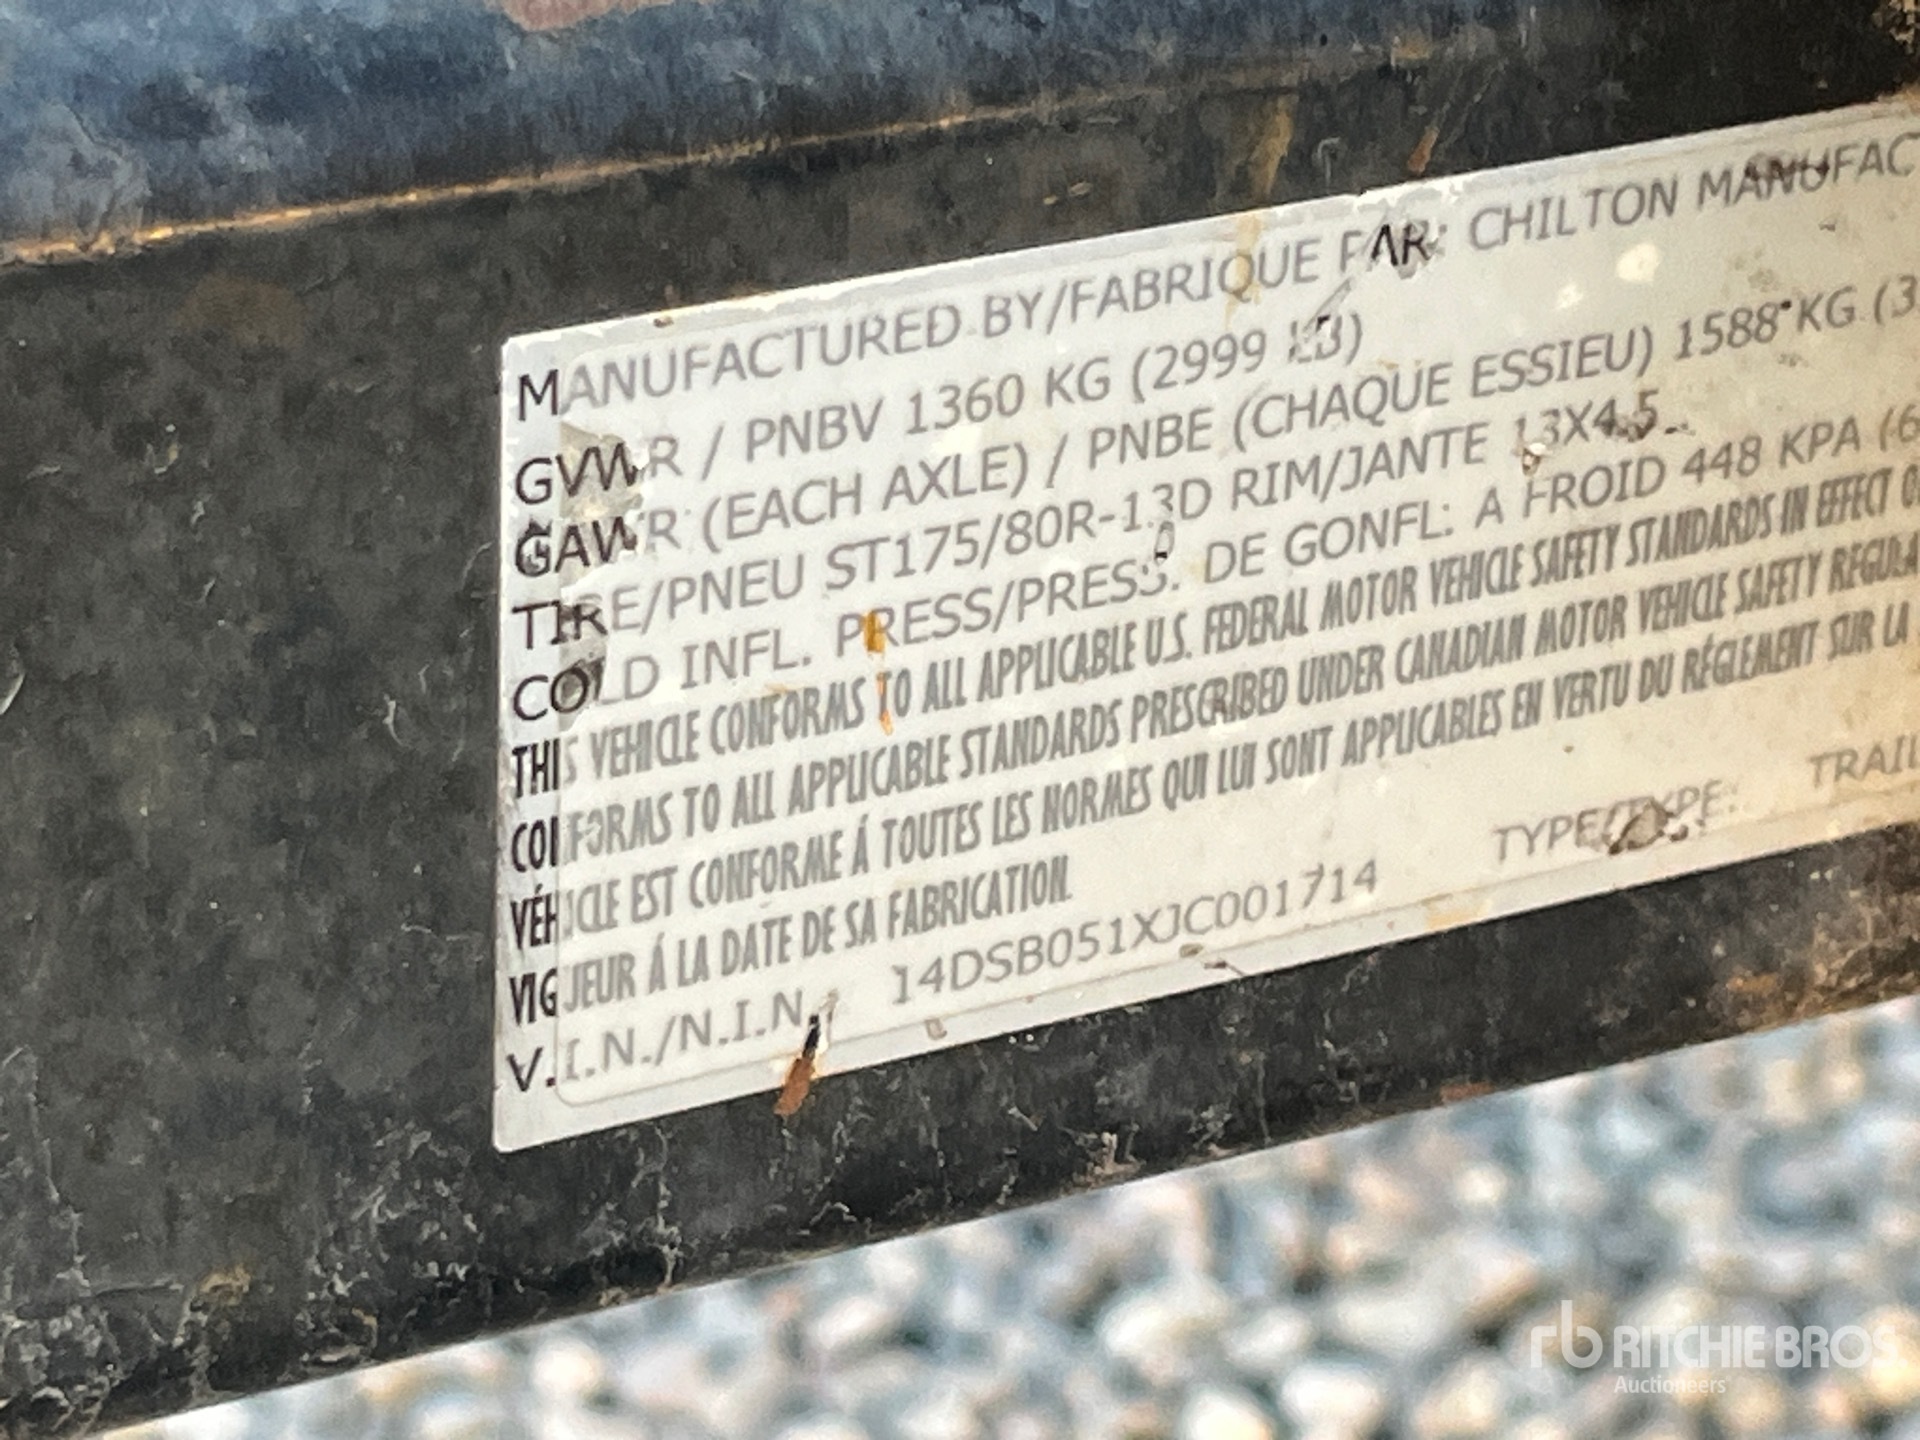 MANUFACTURED BY/FABRIQUE PAR: CHILTON MANUFAC
GVWR / PNBV 1360 KG (2999 LB)
GAWR (EACH AXLE) / PNBE (CHAQUE ESSIEU) 1588 KG (3
TIRE/PNEU ST175/80R-13D RIM/JANTE 13X4.5
COLD INFL. PRESS/PRESS. DE GONFL: A FROID 448 KPA (6
THIS VEHICLE CONFORMS TO ALL APPLICABLE U.S. FEDERAL MOTOR VEHICLE SAFETY STANDARDS IN EFFECT O
CONFORMS TO ALL APPLICABLE STANDARDS PRESCRIBED UNDER CANADIAN MOTOR VEHICLE SAFETY REGULA
VÉHICLE EST CONFORME Á TOUTES LES NORMES QUI LUI SONT APPLICABLES EN VERTU DU RÉGLEMENT SUR LA
VIGUEUR Á LA DATE DE SA FABRICATION.
V.I.N./N.I.N.: 14DSB051XJC001714 TYPE/TYPE: TRAIL
rb RITCHIE BROS.
Auctioneers